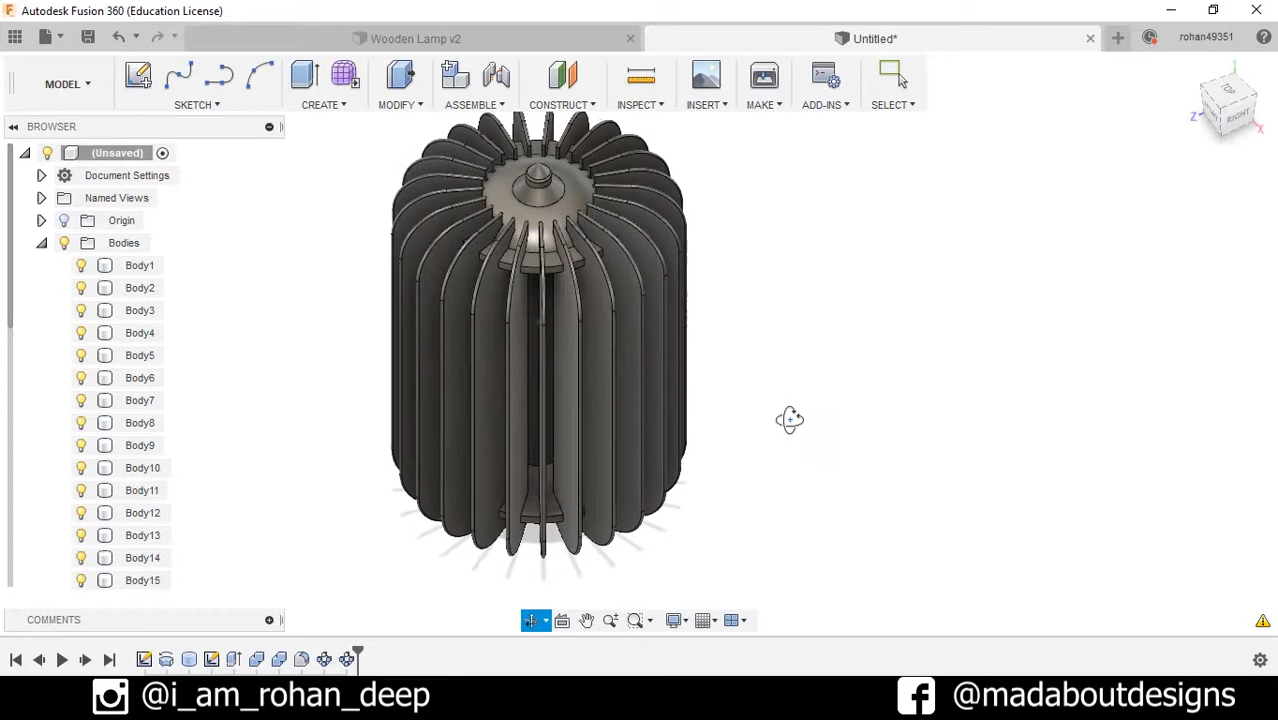 Autodesk Fusion 360 (Education License)
Wooden Lamp v2
Untitled*
rohan49351
MODEL
SKETCH
CREATE
MODIFY
ASSEMBLE
CONSTRUCT
INSPECT
INSERT
MAKE
ADD-INS
SELECT
TOP
RIGHT
Z
X
BROWSER
(Unsaved)
Document Settings
Named Views
Origin
Bodies
Body1
Body2
Body3
Body4
Body5
Body6
Body7
Body8
Body9
Body10
Body11
Body12
Body13
Body14
Body15
COMMENTS
@i_am_rohan_deep
@madaboutdesigns